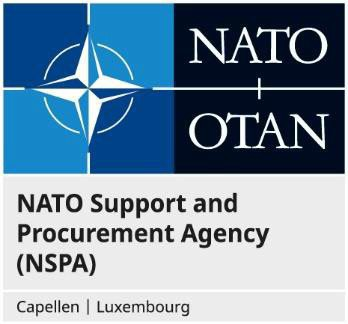 NATO
OTAN
NATO Support and
Procurement Agency
(NSPA)
Capellen | Luxembourg